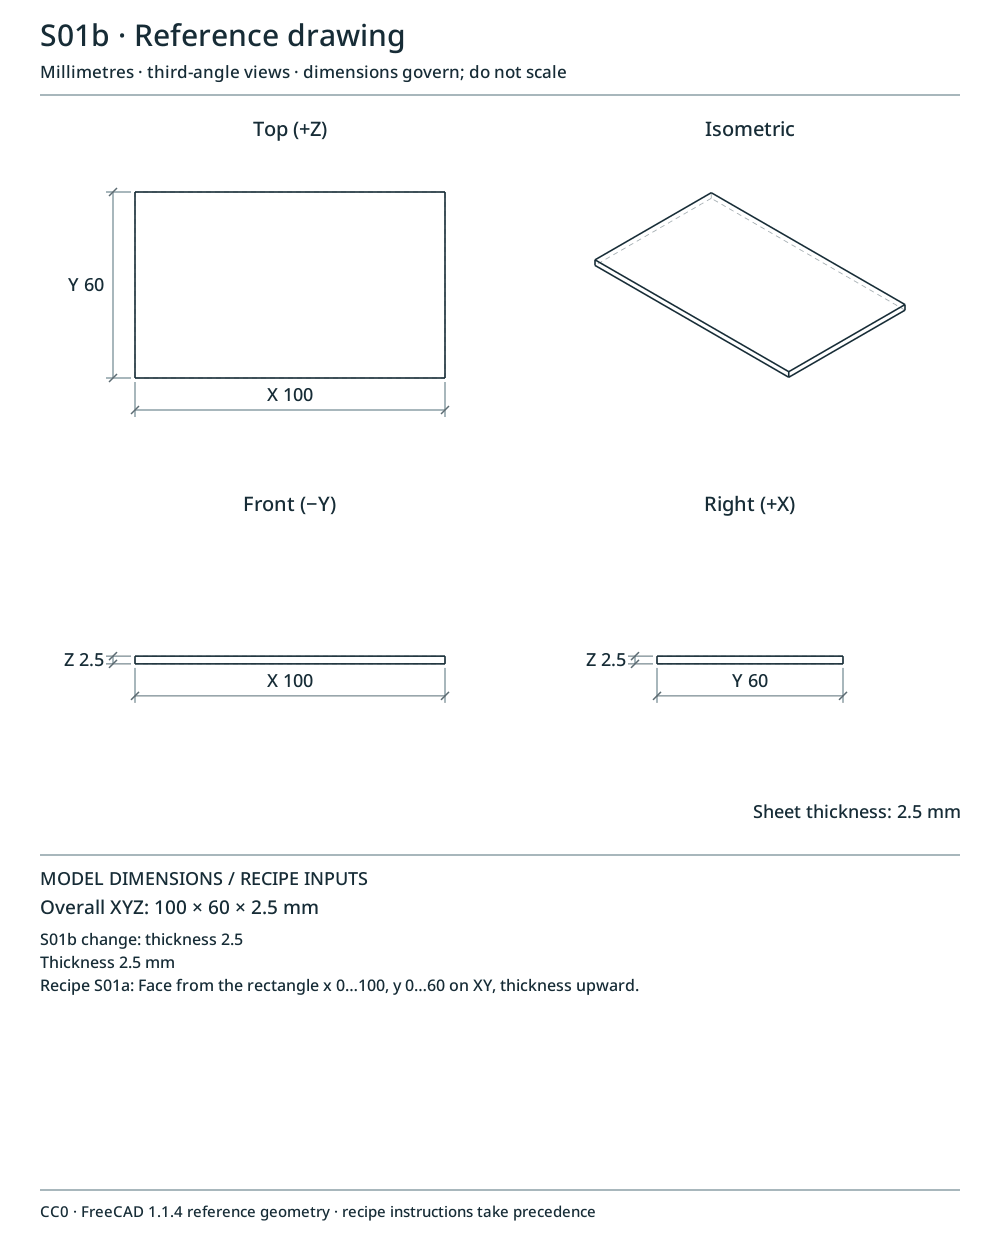 S01b · Reference drawing
Millimetres · third-angle views · dimensions govern; do not scale
Top (+Z)
Isometric
Y 60
X 100
Front (−Y)
Right (+X)
Z 2.5
X 100
Z 2.5
Y 60
Sheet thickness: 2.5 mm
MODEL DIMENSIONS / RECIPE INPUTS
Overall XYZ: 100 × 60 × 2.5 mm
S01b change: thickness 2.5
Thickness 2.5 mm
Recipe S01a: Face from the rectangle x 0…100, y 0…60 on XY, thickness upward.
CC0 · FreeCAD 1.1.4 reference geometry · recipe instructions take precedence